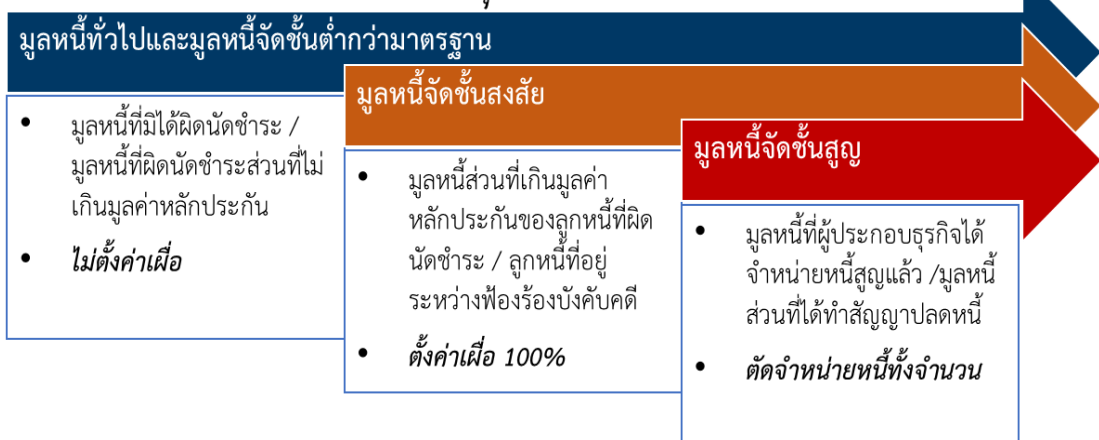 มูลหนี้ทั่วไปและมูลหนี้จัดชั้นต่ำกว่ามาตรฐาน
• มูลหนี้ที่มิได้ผิดนัดชำระ /
มูลหนี้ที่ผิดนัดชำระส่วนที่ไม่
เกินมูลค่าหลักประกัน
• ไม่ตั้งค่าเผื่อ
มูลหนี้จัดชั้นสงสัย
• มูลหนี้ส่วนที่เกินมูลค่า
หลักประกันของลูกหนี้ที่ผิด
นัดชำระ / ลูกหนี้ที่อยู่
ระหว่างฟ้องร้องบังคับคดี
• ตั้งค่าเผื่อ 100%
มูลหนี้จัดชั้นสูญ
• มูลหนี้ที่ผู้ประกอบธุรกิจได้
จำหน่ายหนี้สูญแล้ว /มูลหนี้
ส่วนที่ได้ทำสัญญาปลดหนี้
• ตัดจำหน่ายหนี้ทั้งจำนวน